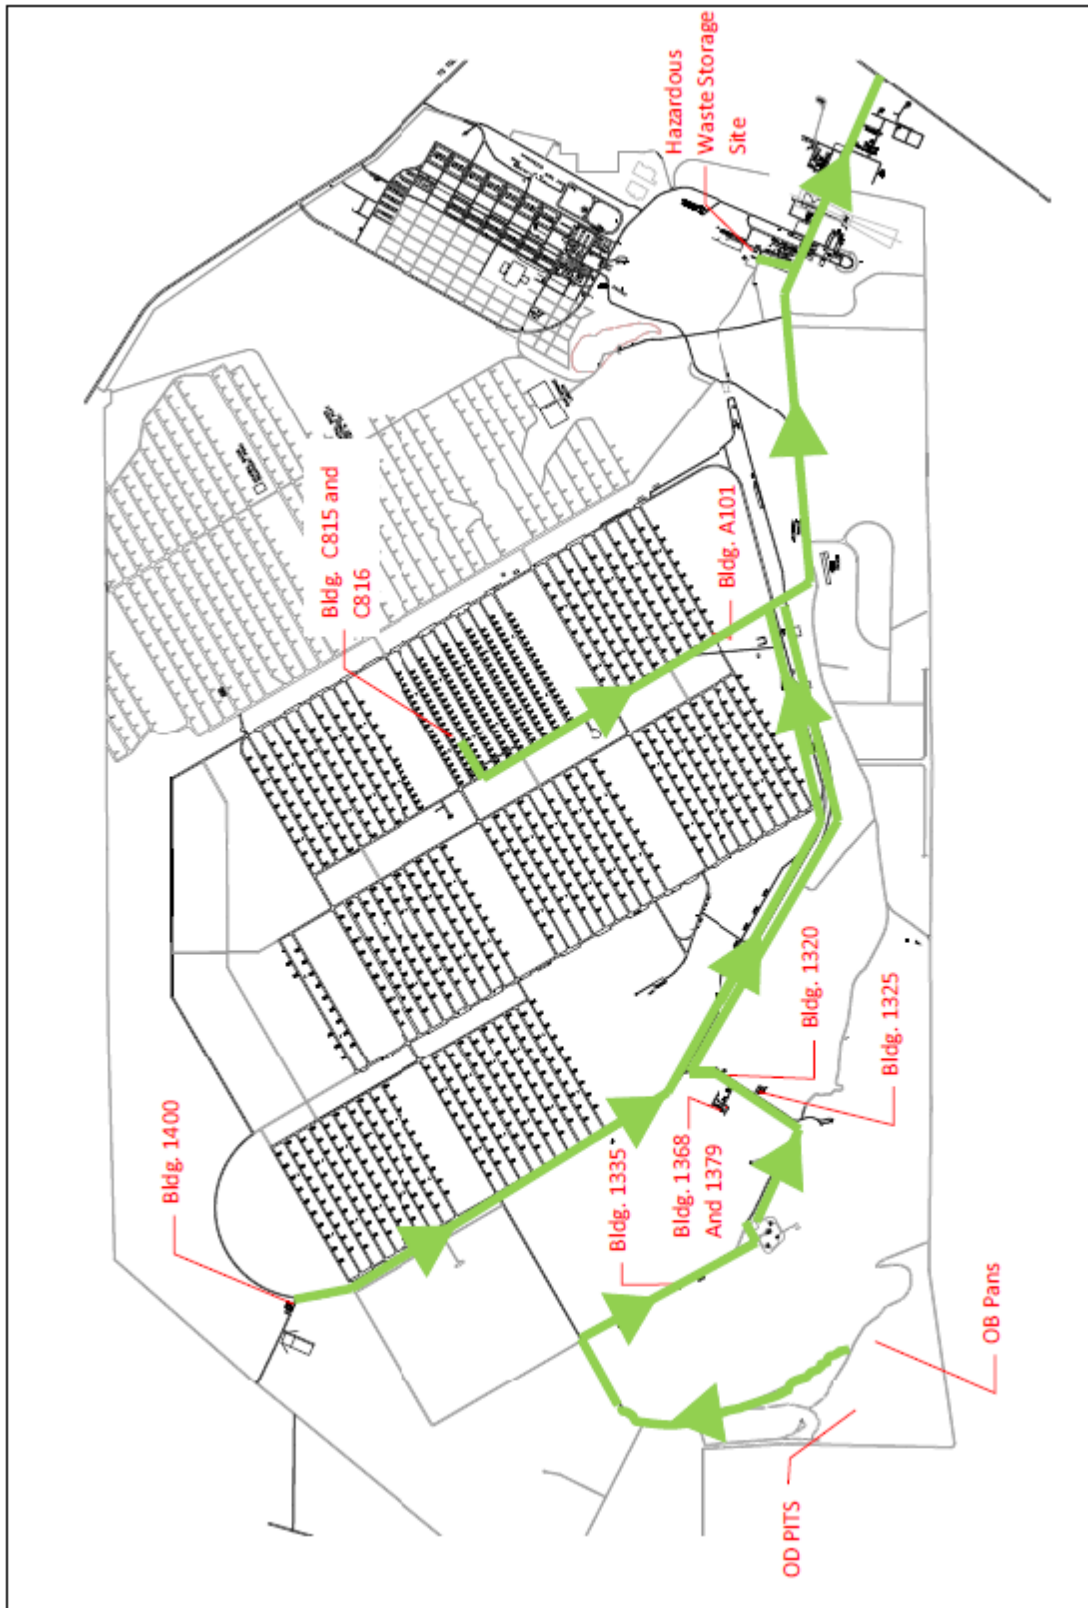 Hazardous
Waste Storage
Site
Bldg. C815 and
C816
Bldg. A101
Bldg. 1400
Bldg. 1335
Bldg. 1368
And 1379
Bldg. 1320
Bldg. 1325
OB Pans
OD PITS